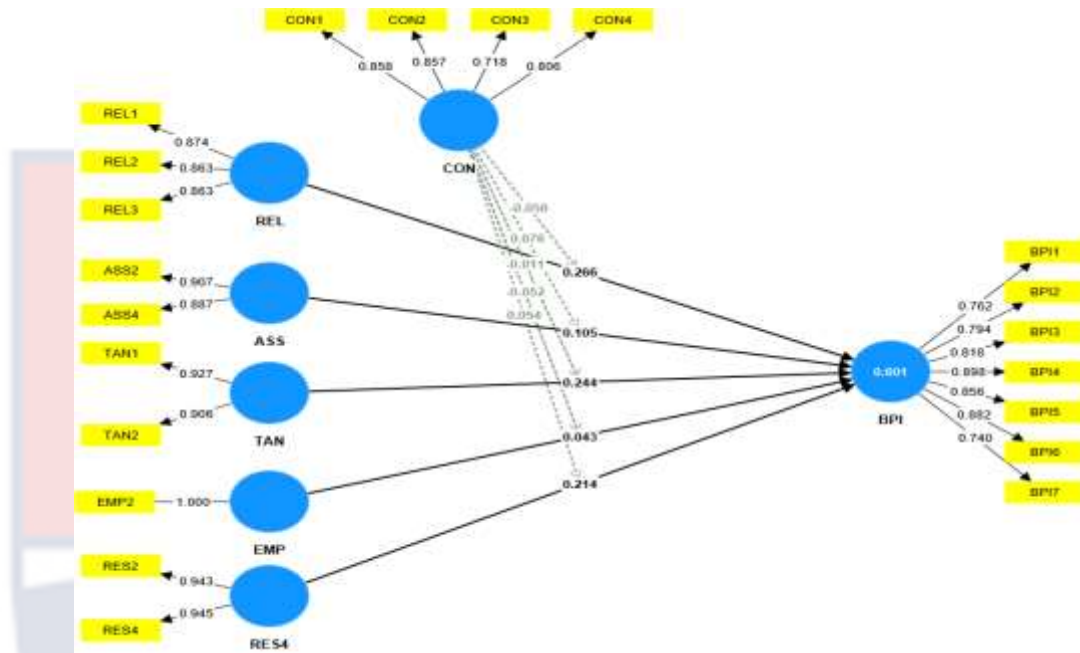 CON1 CON2 CON3 CON4
0.858 0.857 0.718 0.806
CON
REL1
0.874
REL2
0.863
0.863
REL3
REL
ASS2
0.907
0.887
ASS4
ASS
TAN1
0.927
0.906
TAN2
TAN
EMP2
1.000
EMP
RES2
0.943
0.945
RES4
RES4
0.266
0.105
0.244
0.043
0.214
0.054
BPI
BPI1
0.762
BPI2
0.794
BPI3
0.818
BPI4
0.898
BPI5
0.856
BPI6
0.882
BPI7
0.740